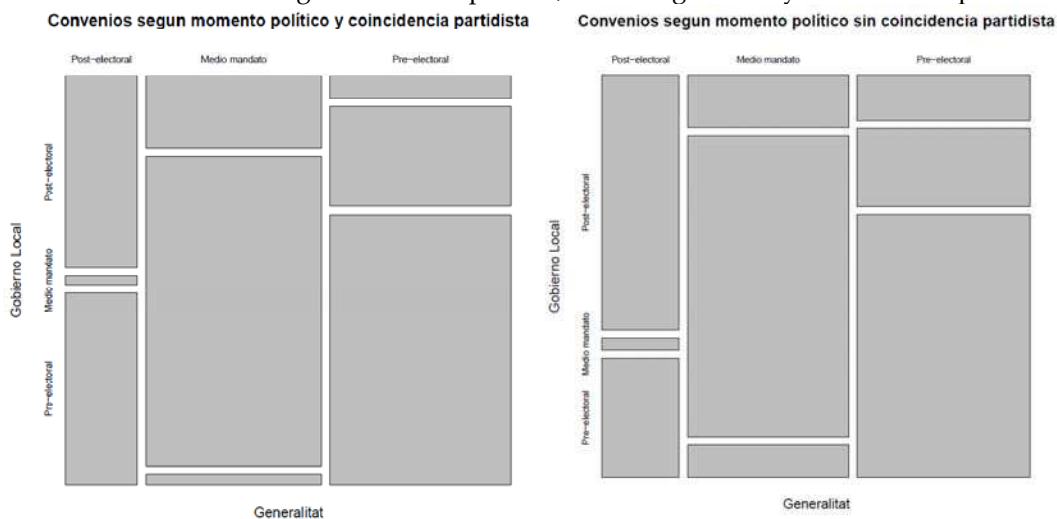 Convenios segun momento político y coincidencia partidista
Post-electoral Medio mandato Pre-electoral
Post-electoral
Medio mandato
Pre-electoral
Gobierno Local
Generalitat
Convenios segun momento político sin coincidencia partidista
Post-electoral Medio mandato Pre-electoral
Post-electoral
Medio mandato
Pre-electoral
Gobierno Local
Generalitat